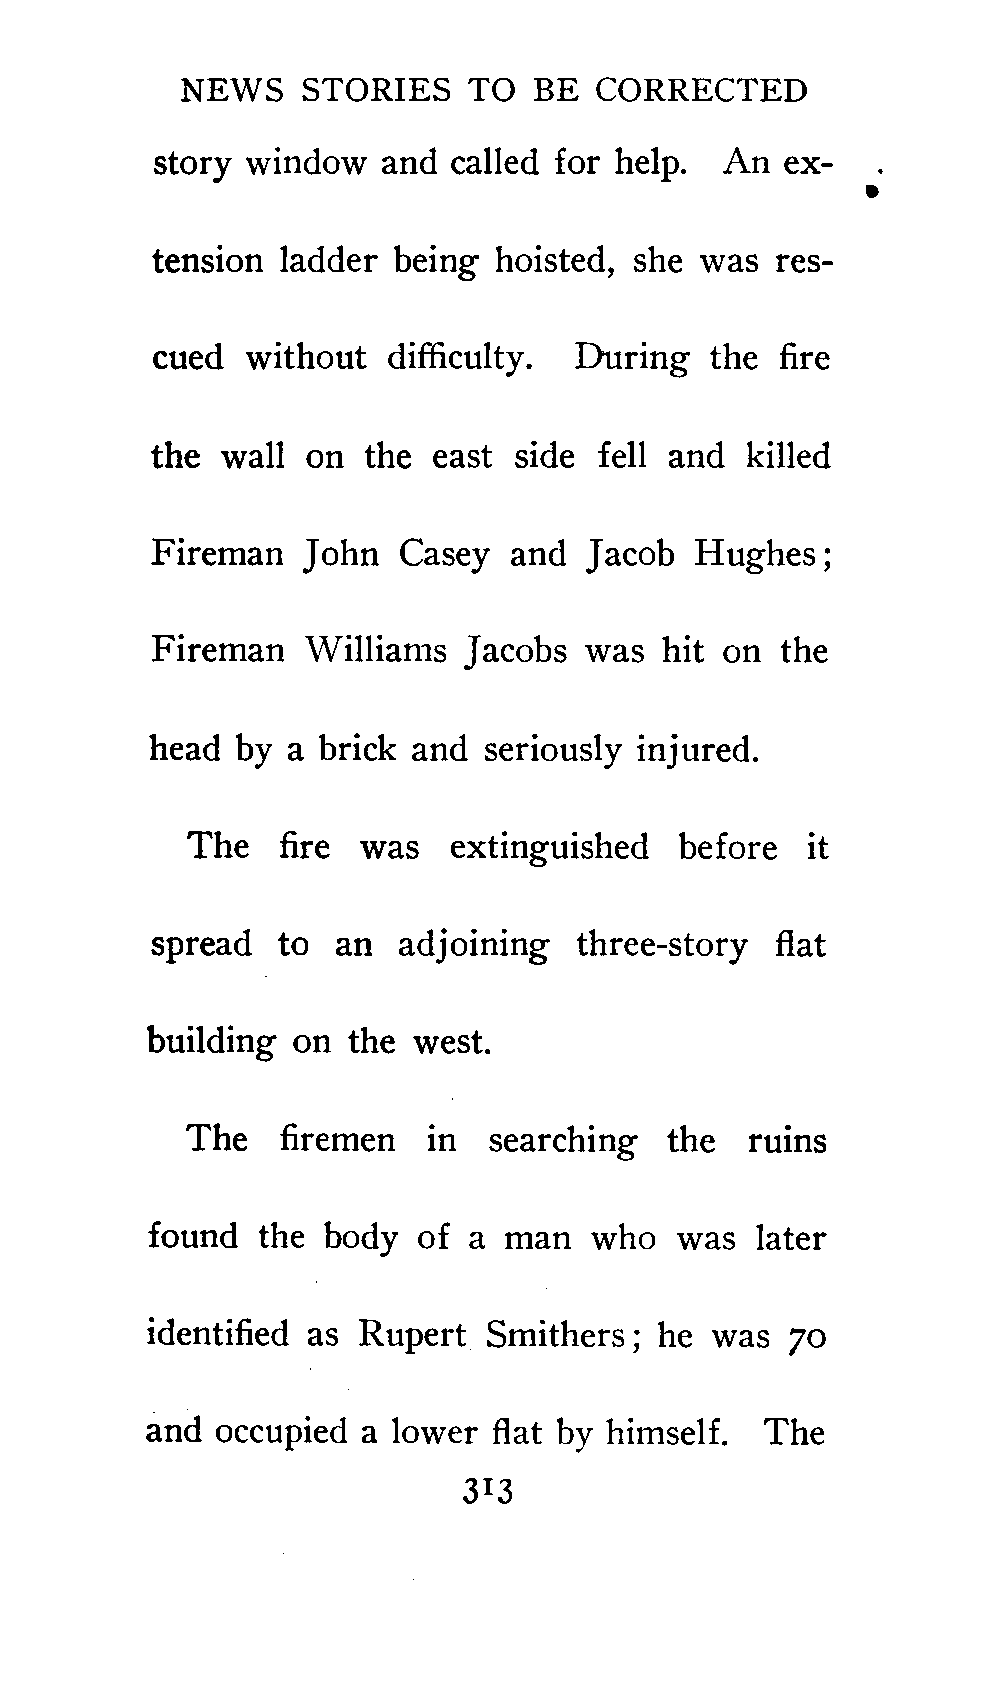 NEWS STORIES TO BE CORRECTED
story window and called for help. An ex-
tension ladder being hoisted, she was res-
cued without difficulty. During the fire
the wall on the east side fell and killed
Fireman John Casey and Jacob Hughes;
Fireman Williams Jacobs was hit on the
head by a brick and seriously injured.
The fire was extinguished before it
spread to an adjoining three-story flat
building on the west.
The firemen in searching the ruins
found the body of a man who was later
identified as Rupert Smithers; he was 70
and occupied a lower flat by himself. The
313